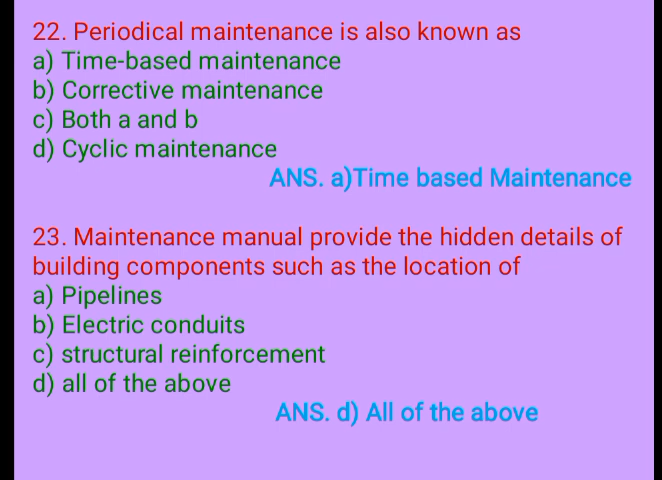 22. Periodical maintenance is also known as
a) Time-based maintenance
b) Corrective maintenance
c) Both a and b
d) Cyclic maintenance
ANS. a)Time based Maintenance
23. Maintenance manual provide the hidden details of
building components such as the location of
a) Pipelines
b) Electric conduits
c) structural reinforcement
d) all of the above
ANS. d) All of the above